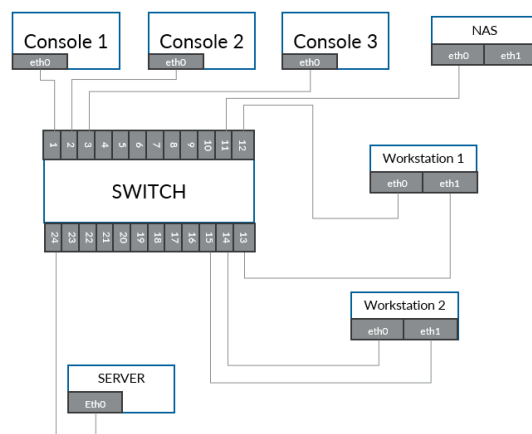 Console 1
Console 2
Console 3
NAS
eth0
eth0
eth0
eth0
eth1
1
2
3
4
5
6
7
8
9
10
11
12
Workstation 1
eth0
eth1
SWITCH
24
23
22
21
20
19
18
17
16
15
14
13
Workstation 2
eth0
eth1
SERVER
Eth0